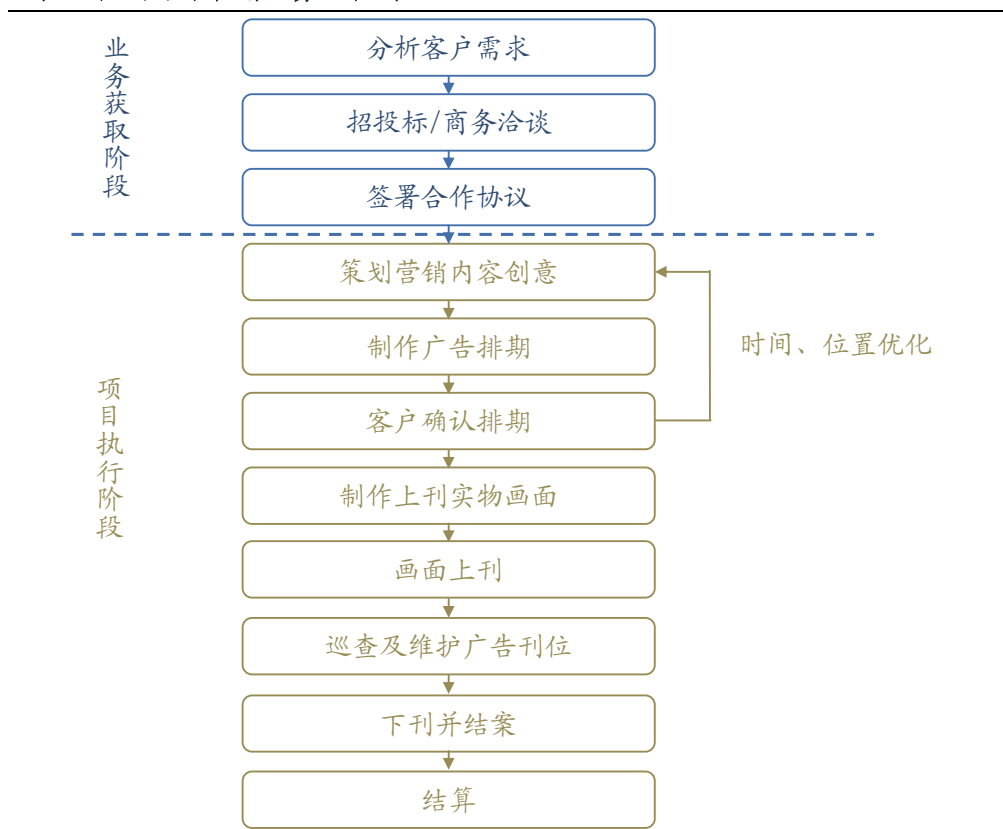 业务获取阶段
分析客户需求
招投标/商务洽谈
签署合作协议
项目执行阶段
策划营销内容创意
制作广告排期
时间、位置优化
客户确认排期
制作上刊实物画面
画面上刊
巡查及维护广告刊位
下刊并结案
结算